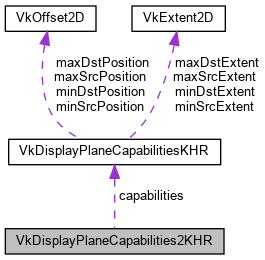 VkOffset2D
VkExtent2D
maxDstPosition
maxSrcPosition
minDstPosition
minSrcPosition
maxDstExtent
maxSrcExtent
minDstExtent
minSrcExtent
VkDisplayPlaneCapabilitiesKHR
capabilities
VkDisplayPlaneCapabilities2KHR